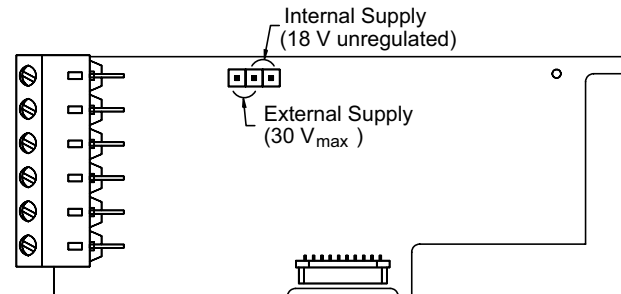 Internal Supply
(18 V unregulated)
External Supply
(30 Vmax )